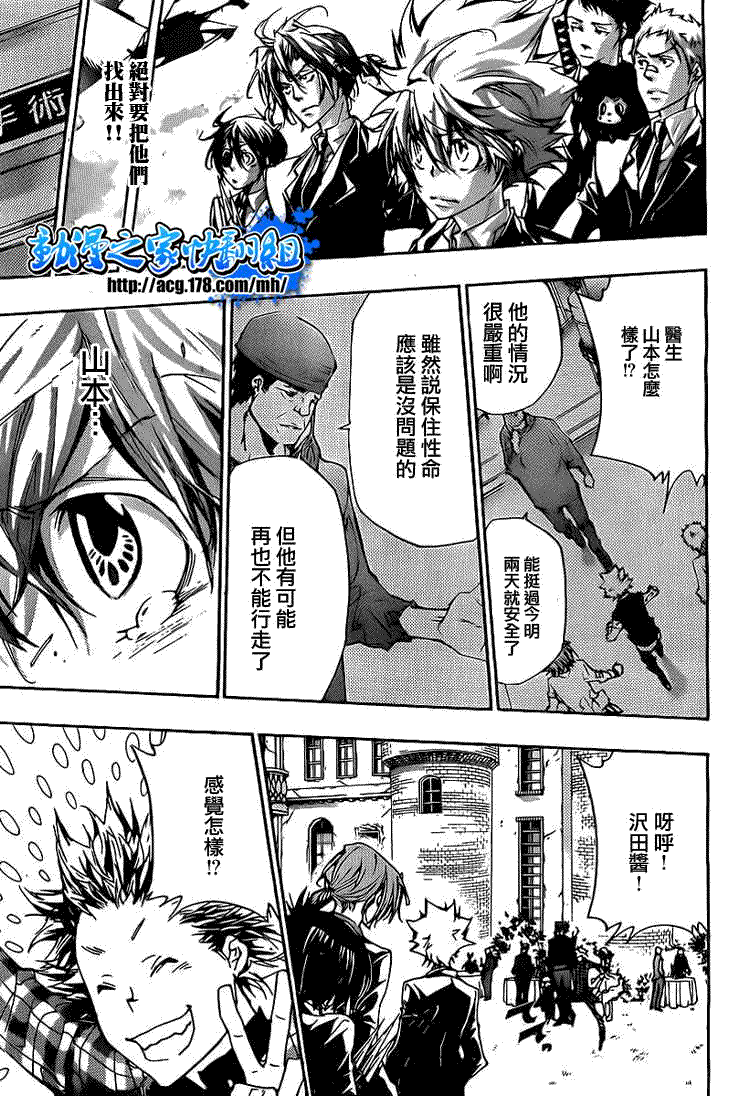 絕對要把他們
找出來!!
手術
動漫之家快翻組
http://acg.178.com/mh/
醫生
山本怎麼
樣了!?
他的情況
很嚴重啊
能挺過今明
兩天就安全了
雖然說保住性命
應該是沒問題的
但他有可能
再也不能行走了
山本…
呀呼！
沢田醬！
感覺怎樣!?